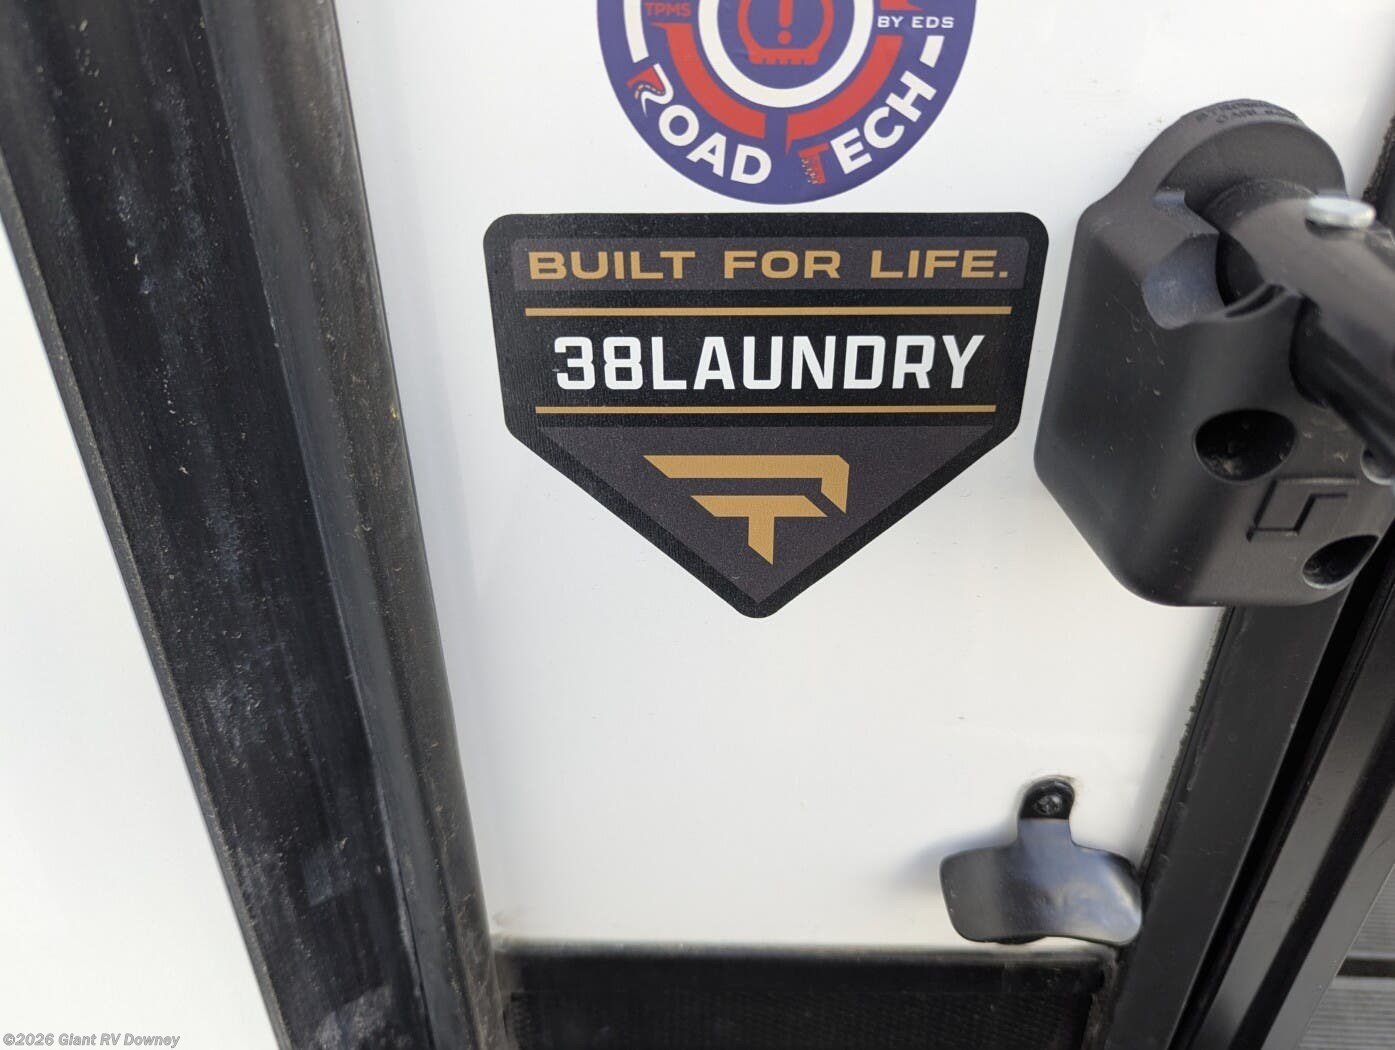 TPMS
BY EDS
ROAD TECH
BUILT FOR LIFE.
38LAUNDRY
©2026 Giant RV Downey